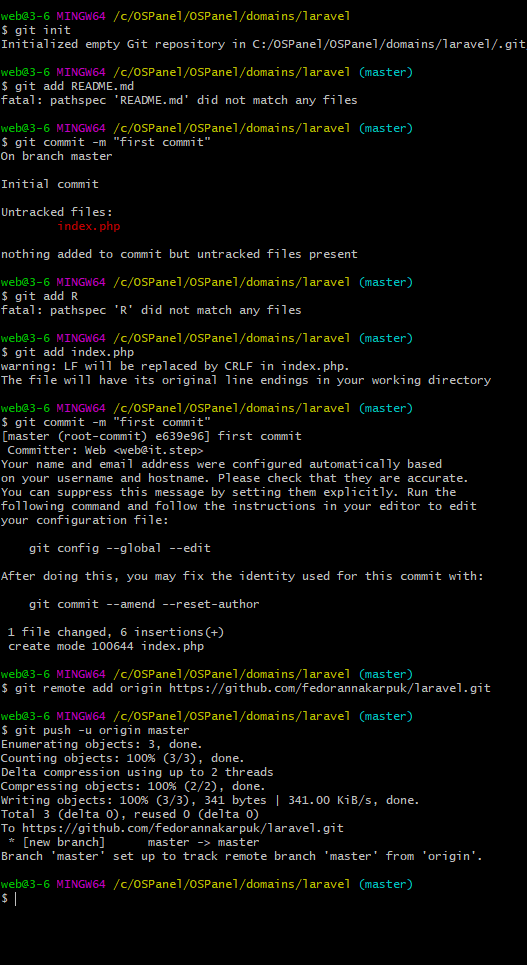 web@3-6 MINGW64 /c/OSPanel/OSPanel/domains/laravel
$ git init
Initialized empty Git repository in C:/OSPanel/OSPanel/domains/laravel/.git
web@3-6 MINGW64 /c/OSPanel/OSPanel/domains/laravel (master)
$ git add README.md
fatal: pathspec 'README.md' did not match any files
web@3-6 MINGW64 /c/OSPanel/OSPanel/domains/laravel (master)
$ git commit -m "first commit"
On branch master
Initial commit
Untracked files:
index.php
nothing added to commit but untracked files present
web@3-6 MINGW64 /c/OSPanel/OSPanel/domains/laravel (master)
$ git add R
fatal: pathspec 'R' did not match any files
web@3-6 MINGW64 /c/OSPanel/OSPanel/domains/laravel (master)
$ git add index.php
warning: LF will be replaced by CRLF in index.php.
The file will have its original line endings in your working directory
web@3-6 MINGW64 /c/OSPanel/OSPanel/domains/laravel (master)
$ git commit -m "first commit"
[master (root-commit) e639e96] first commit
Committer: Web <web@it.step>
Your name and email address were configured automatically based
on your username and hostname. Please check that they are accurate.
You can suppress this message by setting them explicitly. Run the
following command and follow the instructions in your editor to edit
your configuration file:
git config --global --edit
After doing this, you may fix the identity used for this commit with:
git commit --amend --reset-author
1 file changed, 6 insertions(+)
create mode 100644 index.php
web@3-6 MINGW64 /c/OSPanel/OSPanel/domains/laravel (master)
$ git remote add origin https://github.com/fedorannakarpuk/laravel.git
web@3-6 MINGW64 /c/OSPanel/OSPanel/domains/laravel (master)
$ git push -u origin master
Enumerating objects: 3, done.
Counting objects: 100% (3/3), done.
Delta compression using up to 2 threads
Compressing objects: 100% (2/2), done.
Writing objects: 100% (3/3), 341 bytes | 341.00 KiB/s, done.
Total 3 (delta 0), reused 0 (delta 0)
To https://github.com/fedorannakarpuk/laravel.git
* [new branch] master -> master
Branch 'master' set up to track remote branch 'master' from 'origin'.
web@3-6 MINGW64 /c/OSPanel/OSPanel/domains/laravel (master)
$